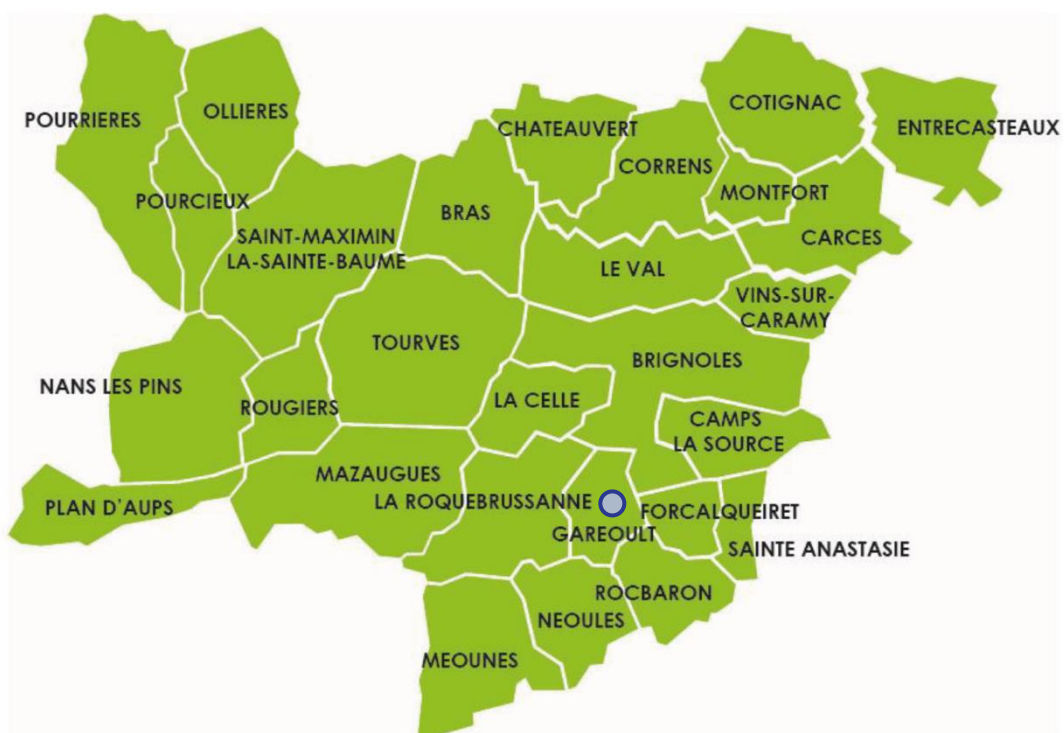 COTIGNAC
OLLIERES
POURRIERES
CHATEAUVERT
ENTRECASTEAUX
CORRENS
MONTFORT
POURCIEUX
BRAS
SAINT-MAXIMIN
LA-SAINTE-BAUME
CARCES
LE VAL
VINS-SUR-
CARAMY
TOURVES
BRIGNOLES
NANS LES PINS
LA CELLE
ROUGIERS
CAMPS
LA SOURCE
MAZAUGUES
LA ROQUEBRUSSANNE
PLAN D'AUPS
FORCALQUEIRET
GAREOULT
SAINTE ANASTASIE
ROCBARON
NEOULES
MEOUNES